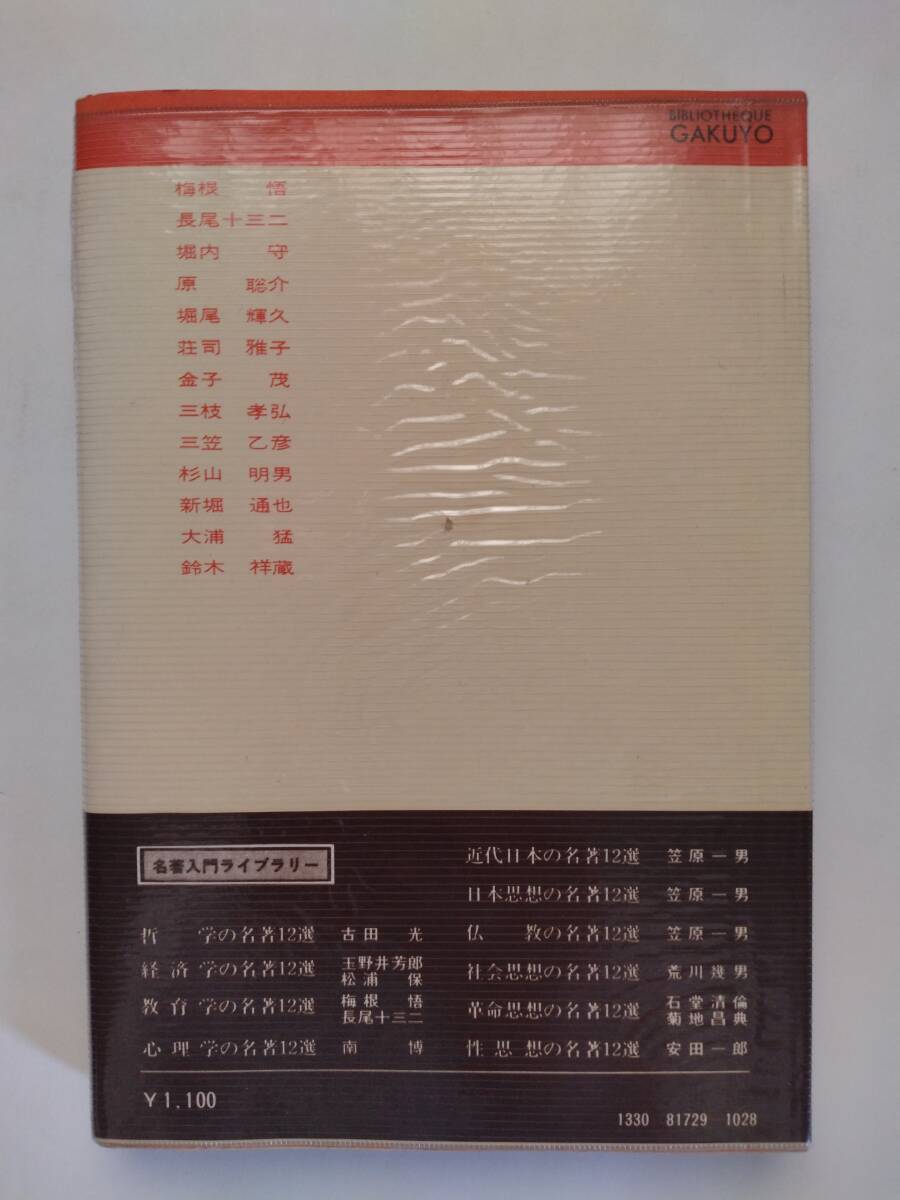 BIBLIOTHEQUE
GAKUYO
梅根 悟
長尾十三二
堀内 守
原 聡介
堀尾 輝久
荘司 雅子
金子 茂
三枝 孝弘
三笠 乙彦
杉山 明男
新堀 通也
大浦 猛
鈴木 祥蔵
名著入門ライブラリー
哲学の名著12選 古田光
経済学の名著12選 玉野井芳郎
松浦保
教育学の名著12選 梅根悟
長尾十三二
心理学の名著12選 南博
近代日本の名著12選 笠原一男
日本思想の名著12選 笠原一男
仏教の名著12選 笠原一男
社会思想の名著12選 荒川幾男
革命思想の名著12選 石堂清倫
菊地昌典
性思想の名著12選 安田一郎
¥1,100
1330 81729 1028